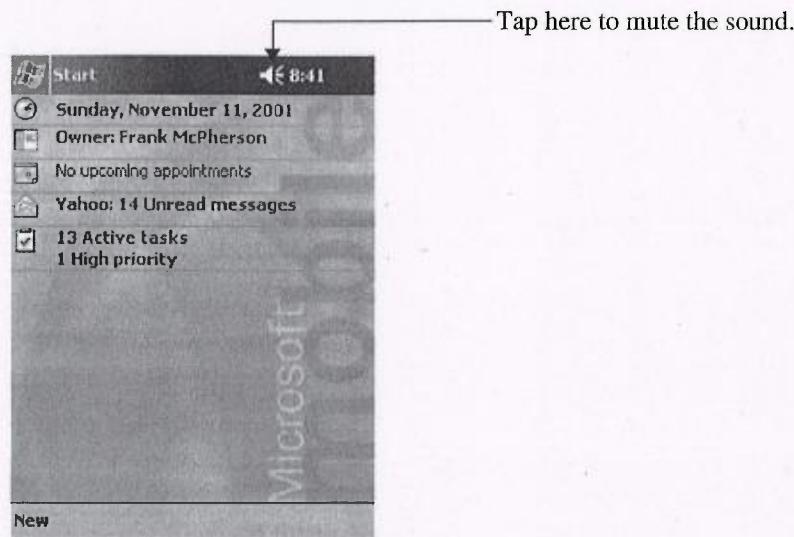 Tap here to mute the sound.
Start 8:41
Sunday, November 11, 2001
Owner: Frank McPherson
No upcoming appointments
Yahoo: 14 Unread messages
13 Active tasks
1 High priority
Microsoft
mobile
New